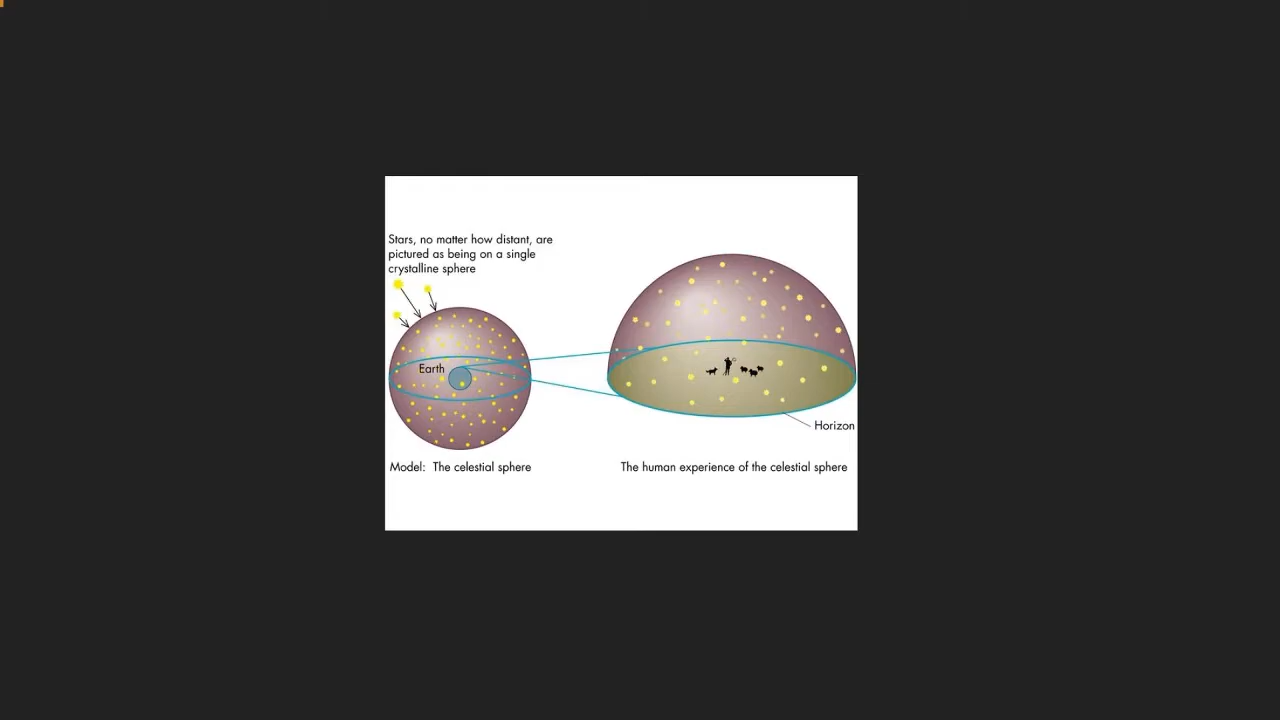 Stars, no matter how distant, are
pictured as being on a single
crystalline sphere
Earth
Horizon
Model: The celestial sphere
The human experience of the celestial sphere